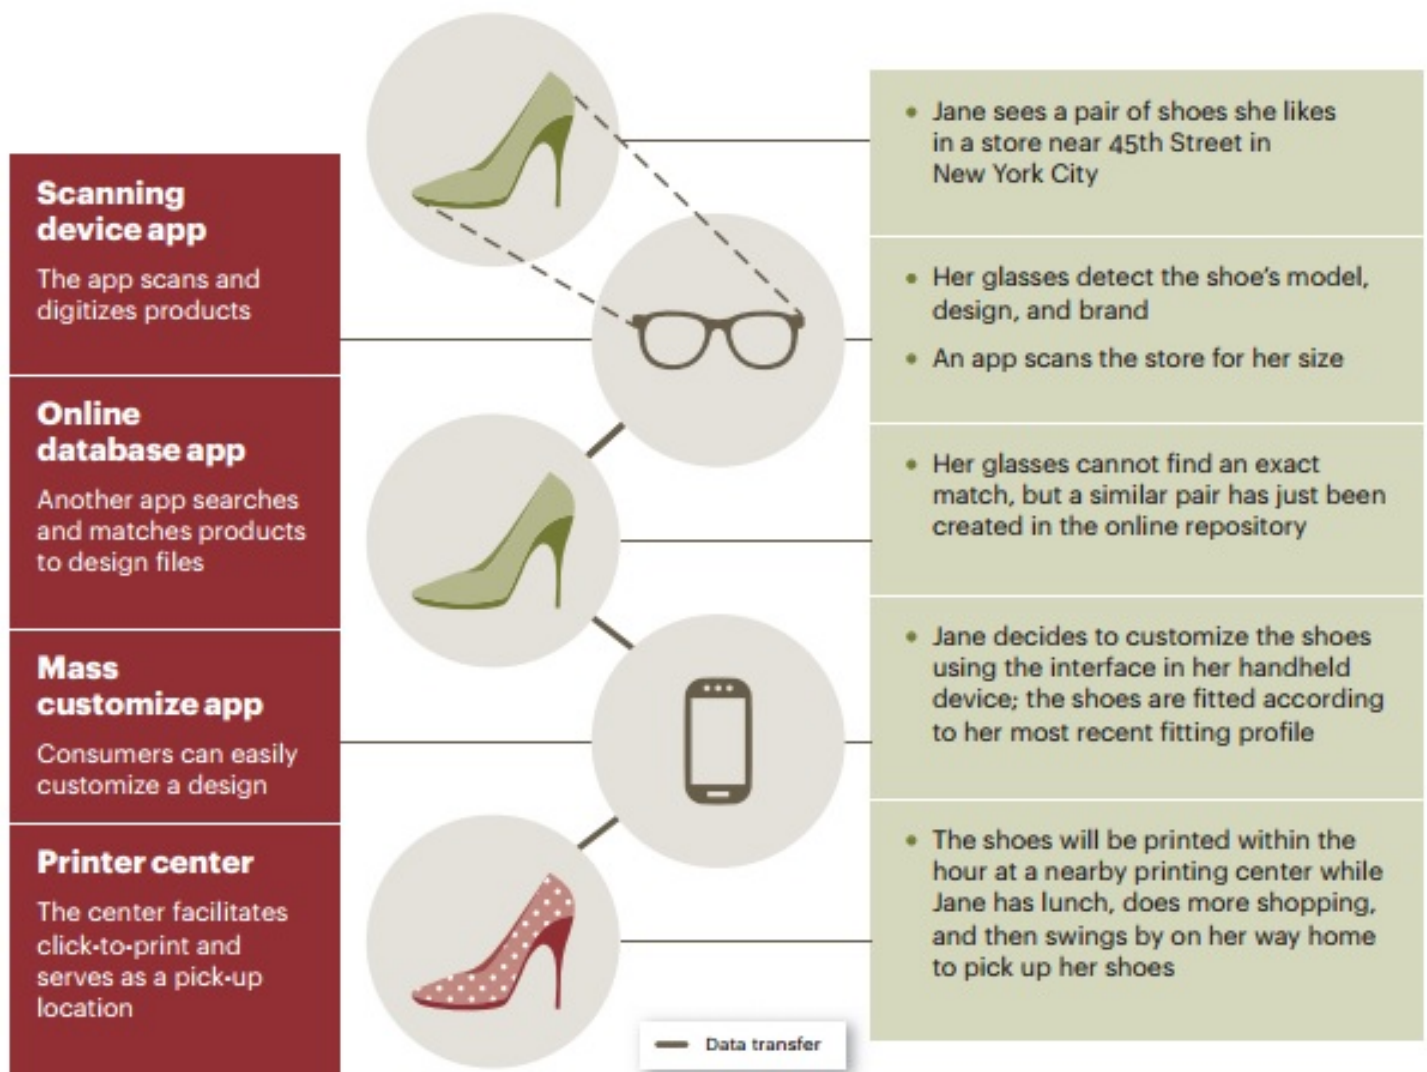 Scanning
device app
The app scans and
digitizes products
Online
database app
Another app searches
and matches products
to design files
Mass
customize app
Consumers can easily
customize a design
Printer center
The center facilitates
click-to-print and
serves as a pick-up
location
• Jane sees a pair of shoes she likes
in a store near 45th Street in
New York City
• Her glasses detect the shoe's model,
design, and brand
• An app scans the store for her size
• Her glasses cannot find an exact
match, but a similar pair has just been
created in the online repository
• Jane decides to customize the shoes
using the interface in her handheld
device; the shoes are fitted according
to her most recent fitting profile
• The shoes will be printed within the
hour at a nearby printing center while
Jane has lunch, does more shopping,
and then swings by on her way home
to pick up her shoes
Data transfer